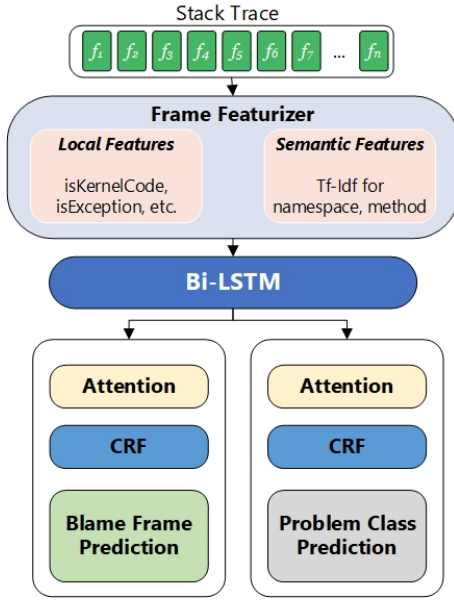 Stack Trace
f1 f2 f3 f4 f5 f6 f7 ... fn
Frame Featurizer
Local Features
isKernelCode,
isException, etc.
Semantic Features
Tf-Idf for
namespace, method
Bi-LSTM
Attention
CRF
Blame Frame
Prediction
Attention
CRF
Problem Class
Prediction